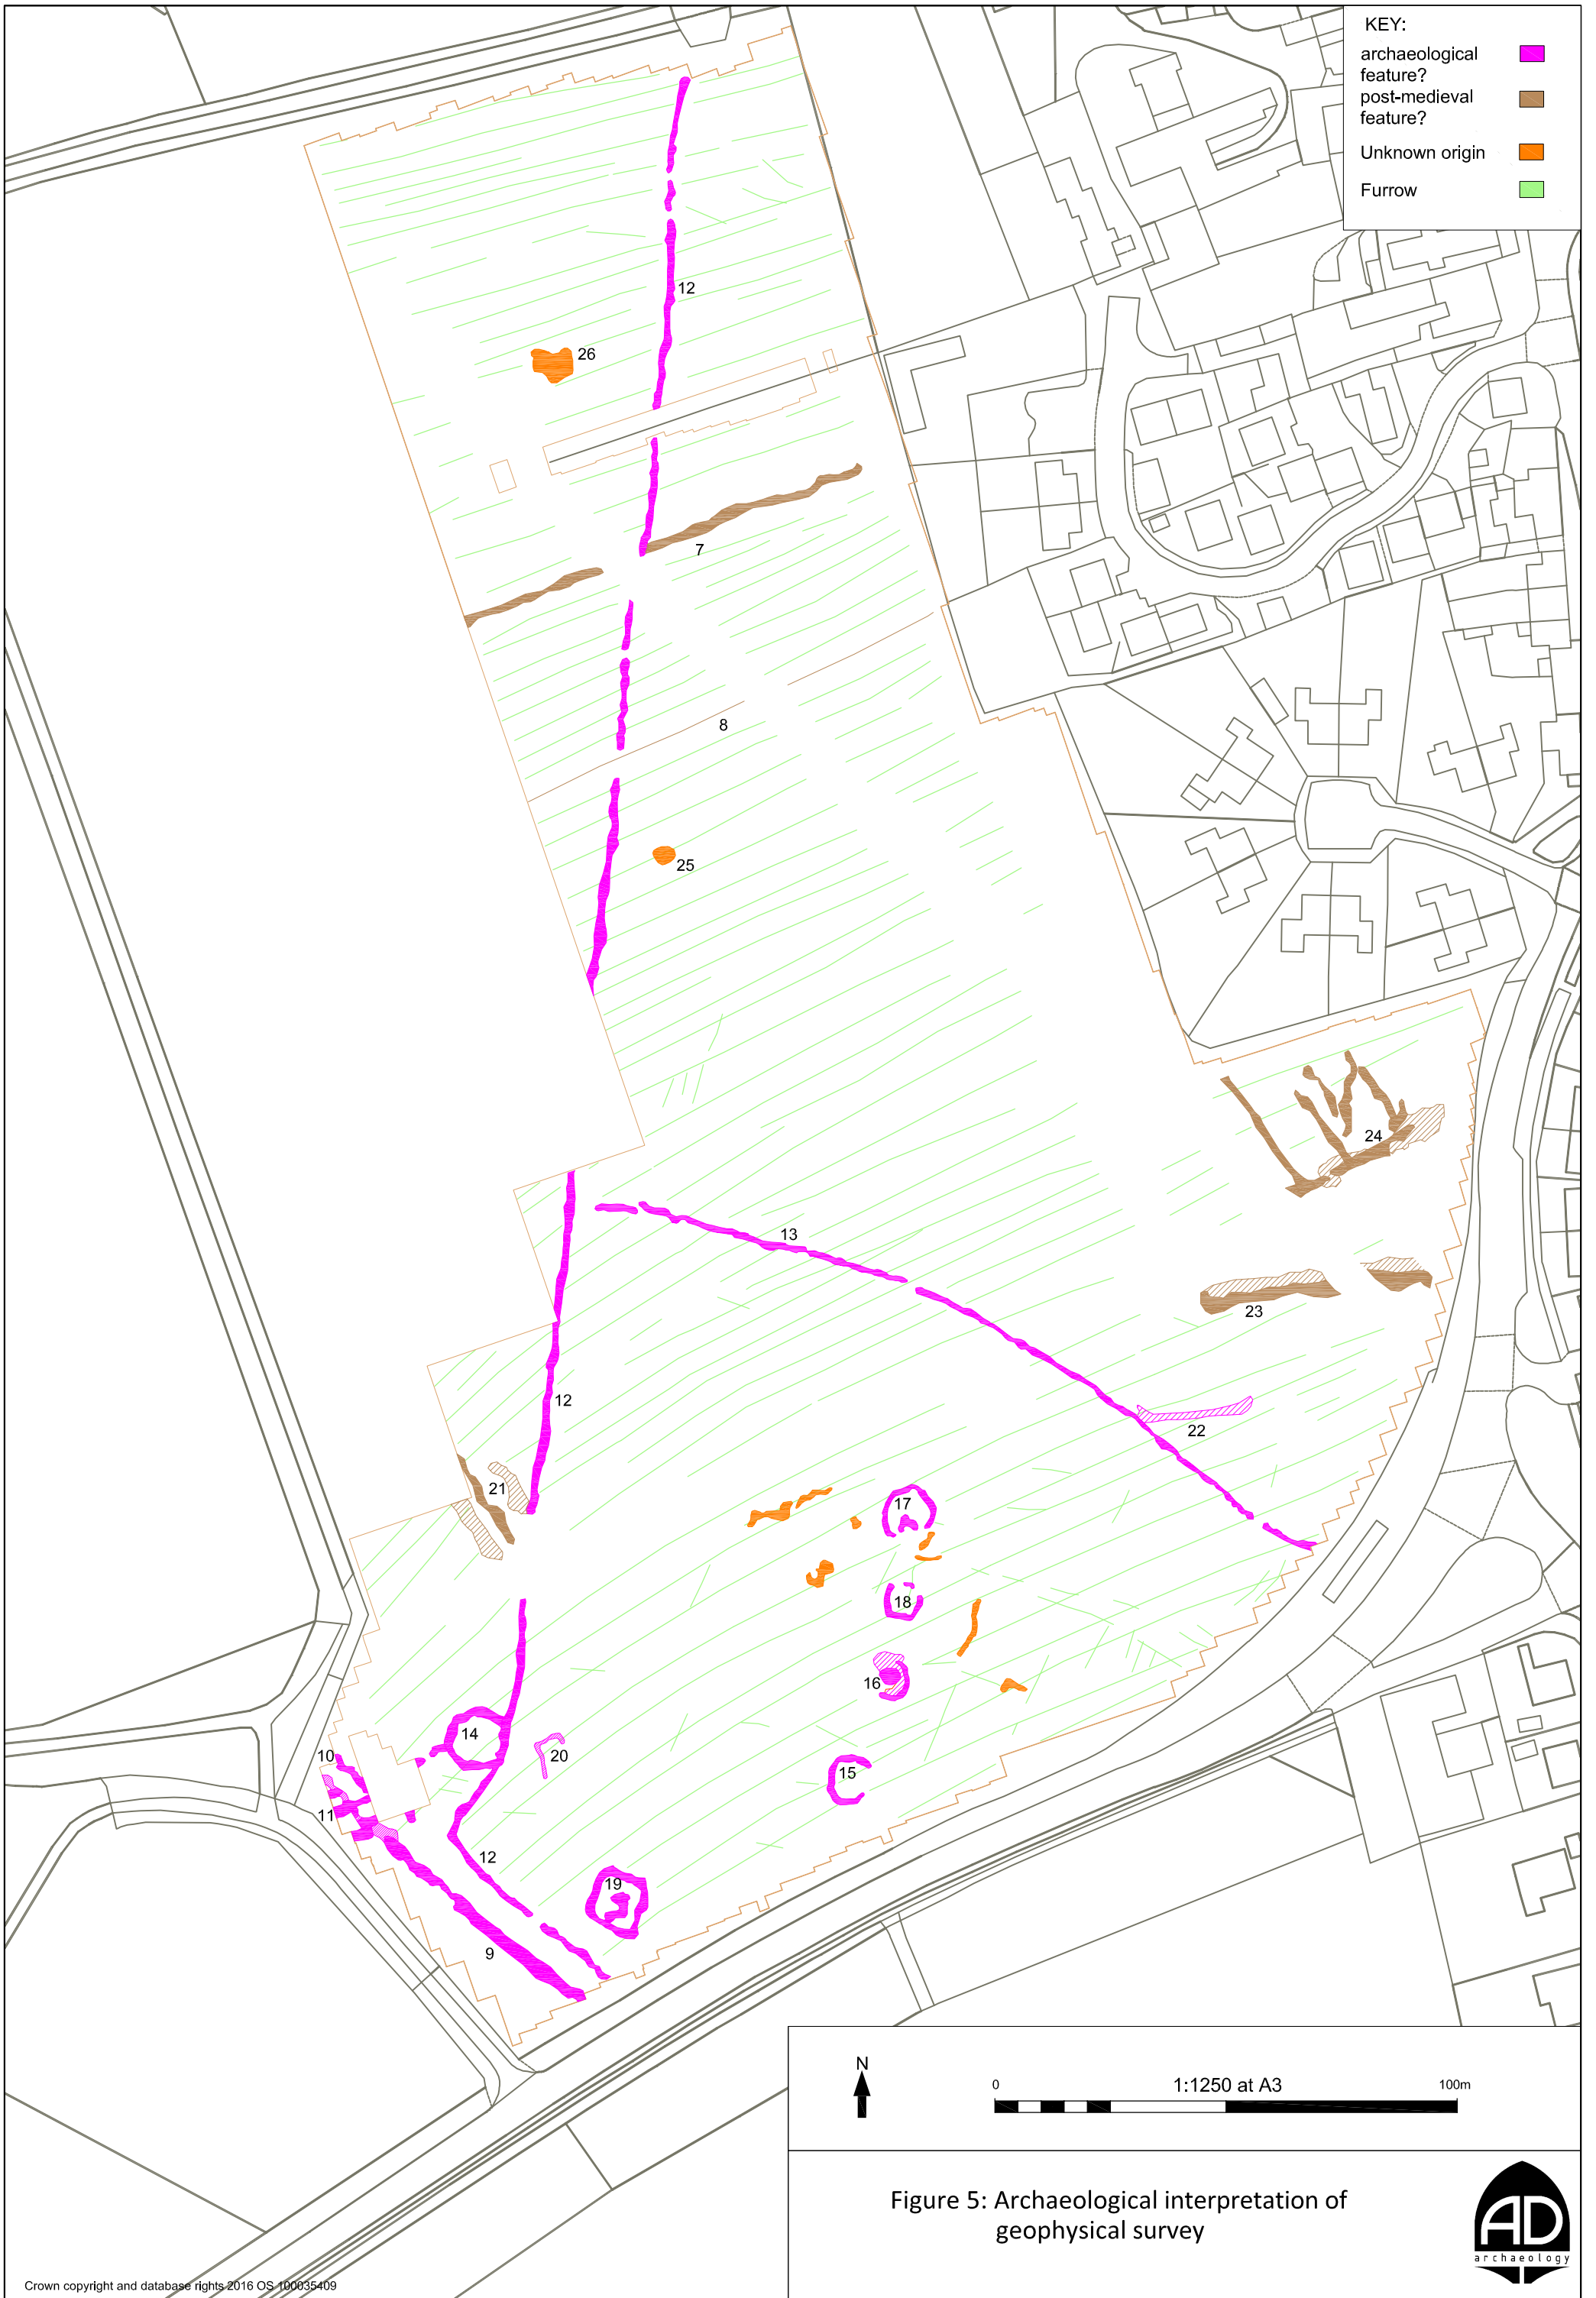 KEY:
archaeological
feature?
post-medieval
feature?
Unknown origin
Furrow
12
26
7
8
25
24
13
23
12
22
21
17
18
16
14
20
10
15
11
12
19
9
N
0
1:1250 at A3
100m
Figure 5: Archaeological interpretation of
geophysical survey
AD
archaeology
Crown copyright and database rights 2016 OS 100035409